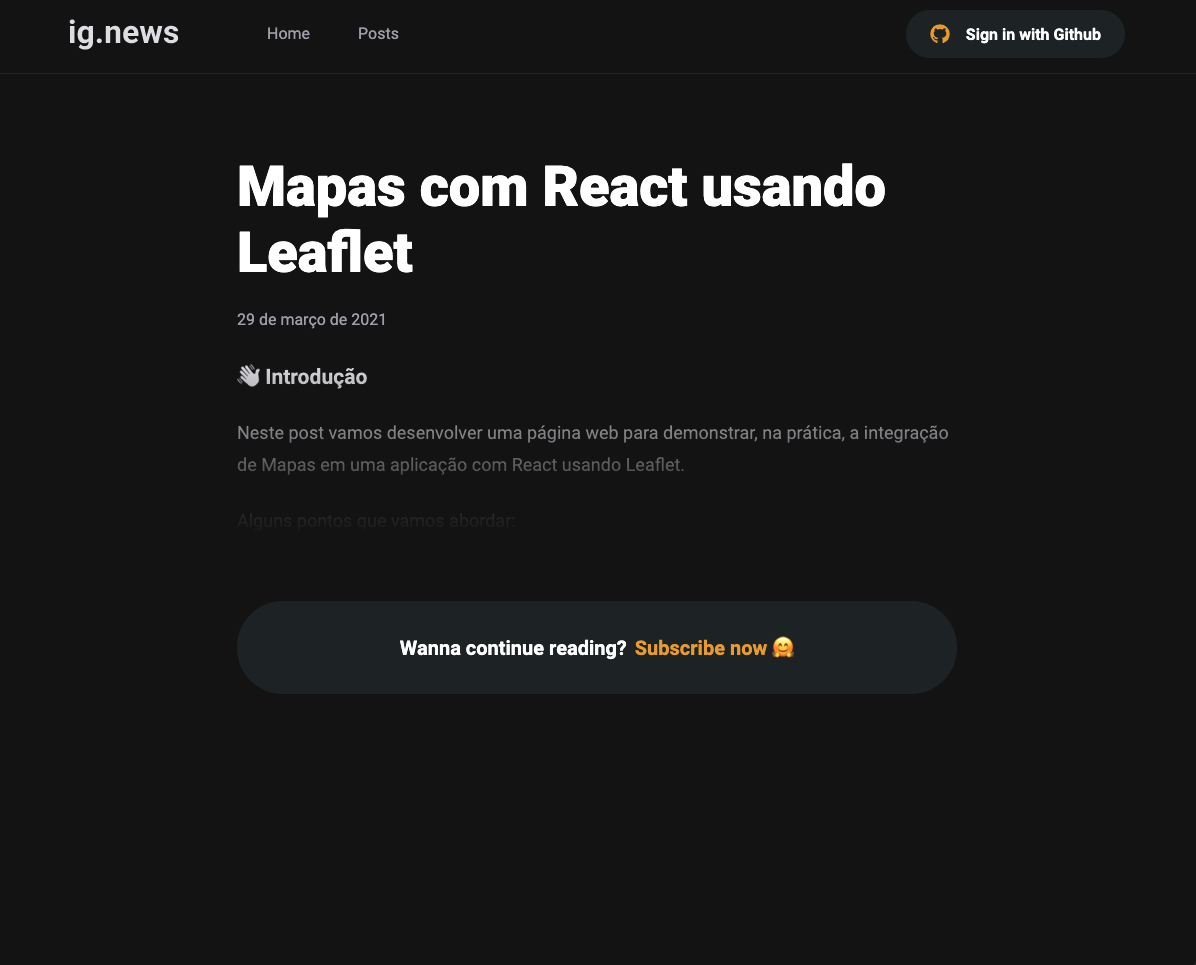 ig.news
Home
Posts
Sign in with Github
Mapas com React usando
Leaflet
29 de março de 2021
👋 Introdução
Neste post vamos desenvolver uma página web para demonstrar, na prática, a integração
de Mapas em uma aplicação com React usando Leaflet.
Alguns pontos que vamos abordar:
Wanna continue reading? Subscribe now 🤗